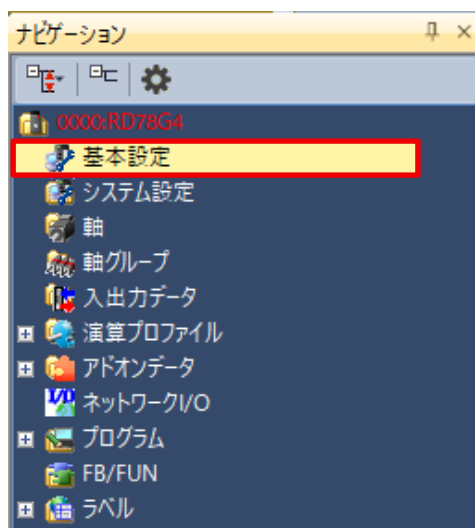 ナビゲーション
0000:RD78G4
基本設定
システム設定
軸
軸グループ
入出力データ
演算プロファイル
アドオンデータ
ネットワークI/O
プログラム
FB/FUN
ラベル